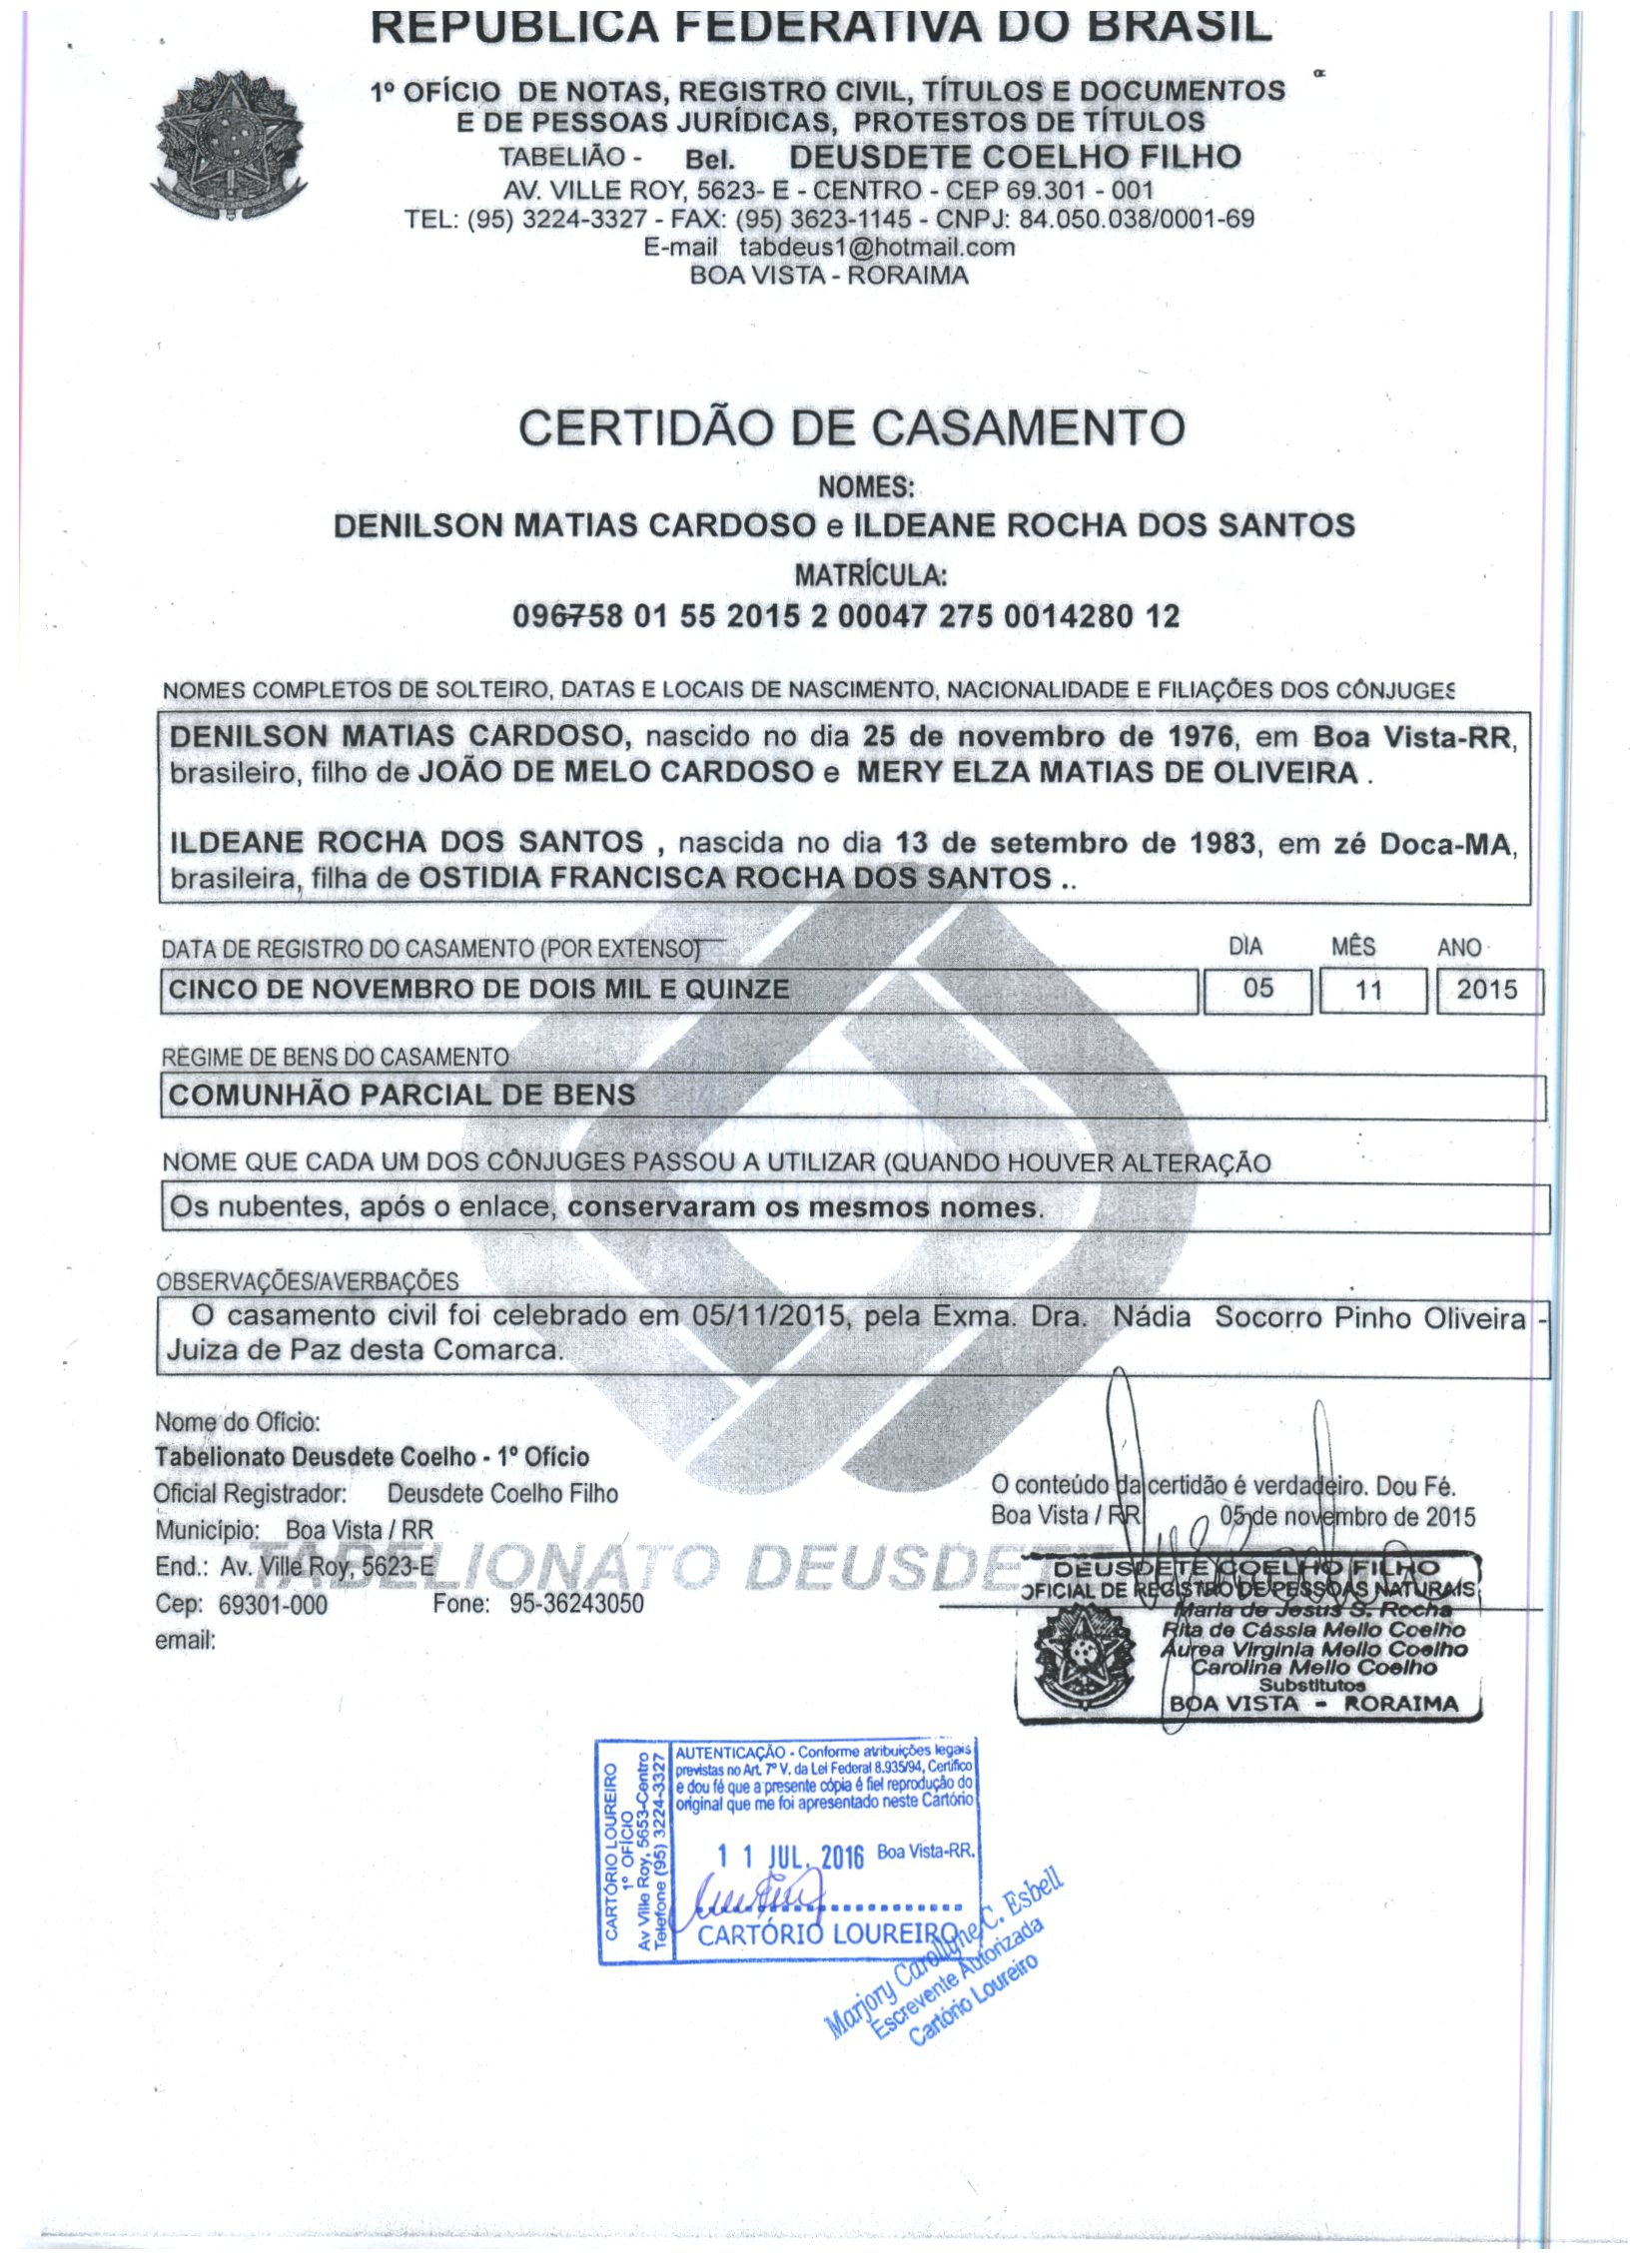 REPÚBLICA FEDERATIVA DO BRASIL
1º OFÍCIO DE NOTAS, REGISTRO CIVIL, TÍTULOS E DOCUMENTOS
E DE PESSOAS JURÍDICAS, PROTESTOS DE TÍTULOS
TABELIÃO - Bel. DEUSDETE COELHO FILHO
AV. VILLE ROY, 5623- E - CENTRO - CEP 69.301 - 001
TEL: (95) 3224-3327 - FAX: (95) 3623-1145 - CNPJ: 84.050.038/0001-69
E-mail tabdeus1@hotmail.com
BOA VISTA - RORAIMA
CERTIDÃO DE CASAMENTO
NOMES:
DENILSON MATIAS CARDOSO e ILDEANE ROCHA DOS SANTOS
MATRÍCULA:
096758 01 55 2015 2 00047 275 0014280 12
NOMES COMPLETOS DE SOLTEIRO, DATAS E LOCAIS DE NASCIMENTO, NACIONALIDADE E FILIAÇÕES DOS CÔNJUGES
DENILSON MATIAS CARDOSO, nascido no dia 25 de novembro de 1976, em Boa Vista-RR,
brasileiro, filho de JOÃO DE MELO CARDOSO e MERY ELZA MATIAS DE OLIVEIRA .
ILDEANE ROCHA DOS SANTOS , nascida no dia 13 de setembro de 1983, em zé Doca-MA,
brasileira, filha de OSTIDIA FRANCISCA ROCHA DOS SANTOS ..
DATA DE REGISTRO DO CASAMENTO (POR EXTENSO) DIA MÊS ANO
CINCO DE NOVEMBRO DE DOIS MIL E QUINZE 05 11 2015
REGIME DE BENS DO CASAMENTO
COMUNHÃO PARCIAL DE BENS
NOME QUE CADA UM DOS CÔNJUGES PASSOU A UTILIZAR (QUANDO HOUVER ALTERAÇÃO
Os nubentes, após o enlace, conservaram os mesmos nomes.
OBSERVAÇÕES/AVERBAÇÕES
O casamento civil foi celebrado em 05/11/2015, pela Exma. Dra. Nádia Socorro Pinho Oliveira -
Juiza de Paz desta Comarca.
Nome do Ofício:
Tabelionato Deusdete Coelho - 1º Ofício
Oficial Registrador: Deusdete Coelho Filho
Município: Boa Vista / RR
End.: Av. Ville Roy, 5623-E
Cep: 69301-000 Fone: 95-36243050
email:
TABELIONATO DEUSDETE
O conteúdo da certidão é verdadeiro. Dou Fé.
Boa Vista / RR 05 de novembro de 2015
DEUSDETE COELHO FILHO
OFICIAL DE REGISTRO DE PESSOAS NATURAIS
Maria de Jesus S. Rocha
Rita de Cássia Mello Coelho
Aurea Virginia Mello Coelho
Carolina Mello Coelho
Substitutos
BOA VISTA - RORAIMA
CARTÓRIO LOUREIRO
1º OFÍCIO
Av Ville Roy, 5653-Centro
Telefone (95) 3224-3327
AUTENTICAÇÃO - Conforme atribuições legais
previstas no Art. 7º V. da Lei Federal 8.935/94, Certifico
e dou fé que a presente cópia é fiel reprodução do
original que me foi apresentado neste Cartório
11 JUL. 2016 Boa Vista-RR.
CARTÓRIO LOUREIRO
Marjory Carollyne C. Esbell
Escrevente Autorizada
Cartório Loureiro